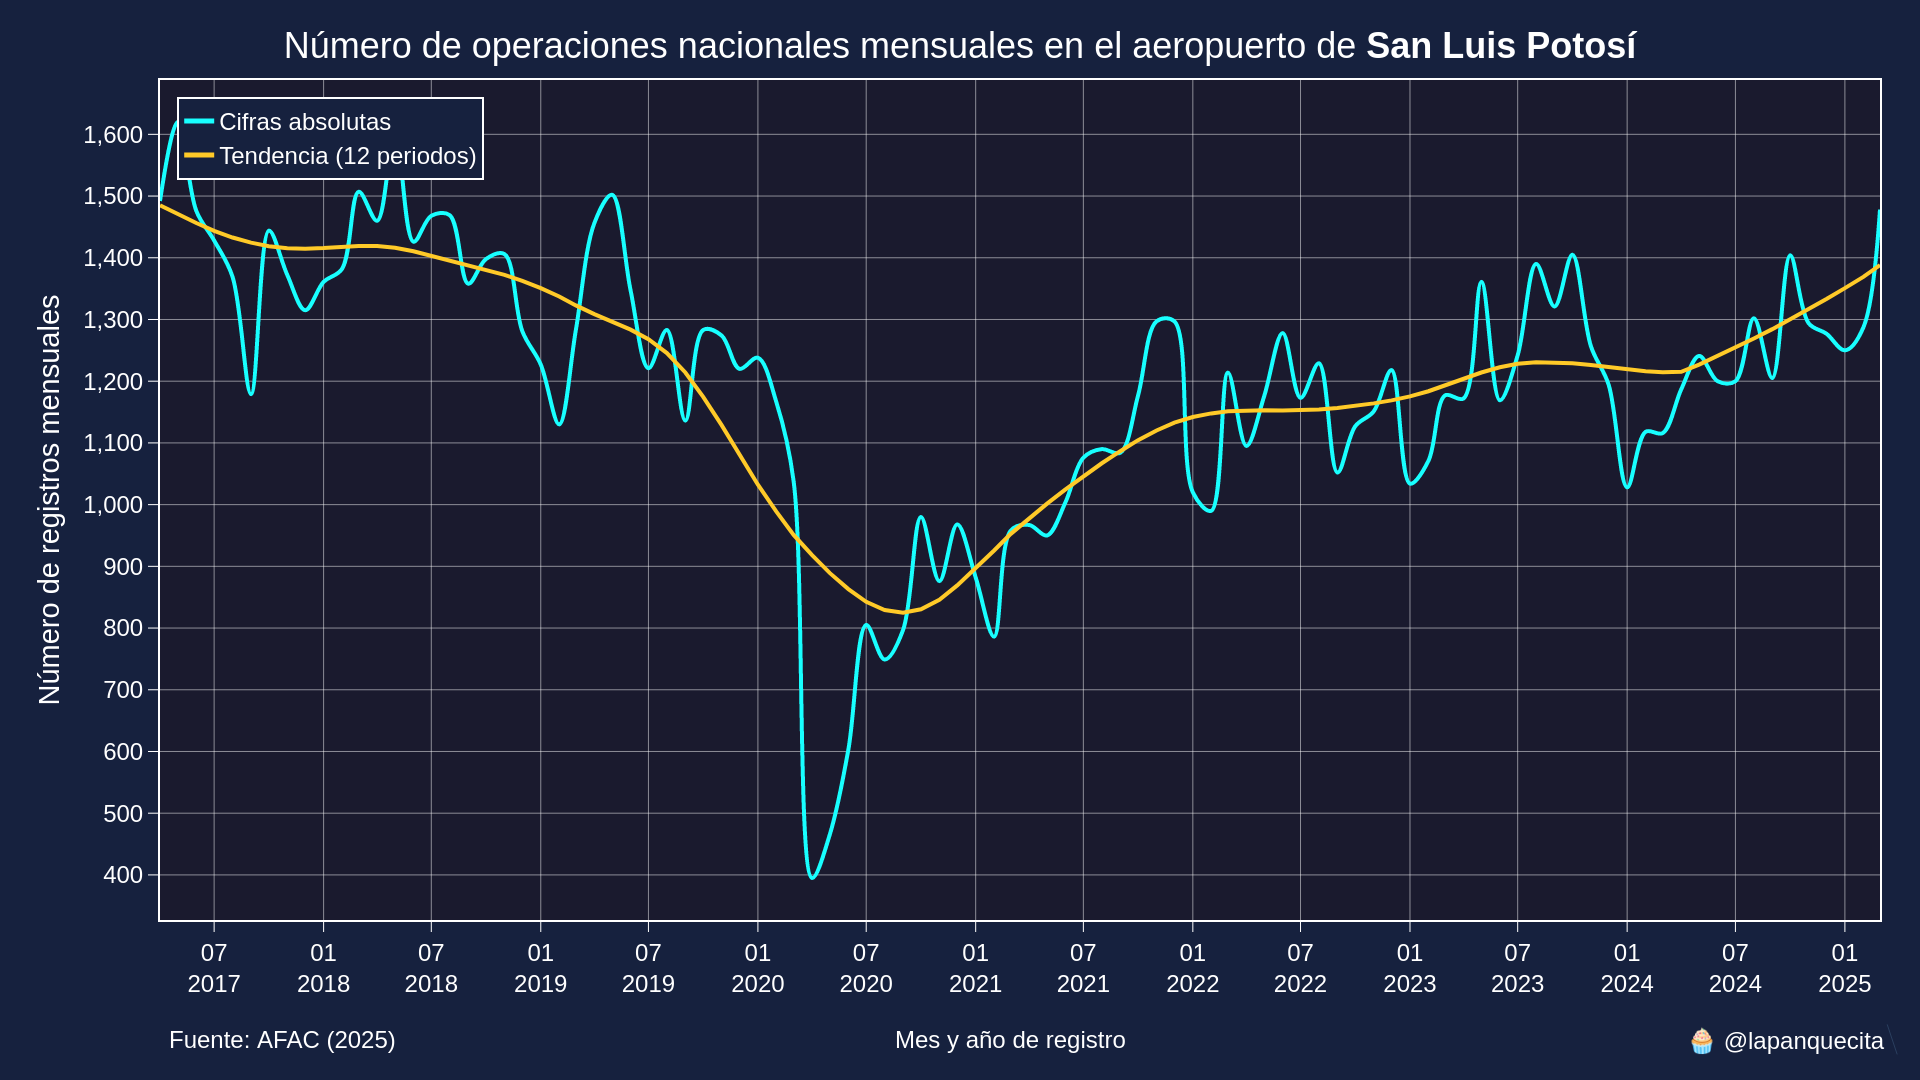 Número de operaciones nacionales mensuales en el aeropuerto de San Luis Potosí
Cifras absolutas
Tendencia (12 periodos)
Número de registros mensuales
1,600
1,500
1,400
1,300
1,200
1,100
1,000
900
800
700
600
500
400
07 01 07 01 07 01 07 01 07 01 07 01 07 01 07 01
2017 2018 2018 2019 2019 2020 2020 2021 2021 2022 2022 2023 2023 2024 2024 2025
Fuente: AFAC (2025)
Mes y año de registro
🧁 @lapanquecita